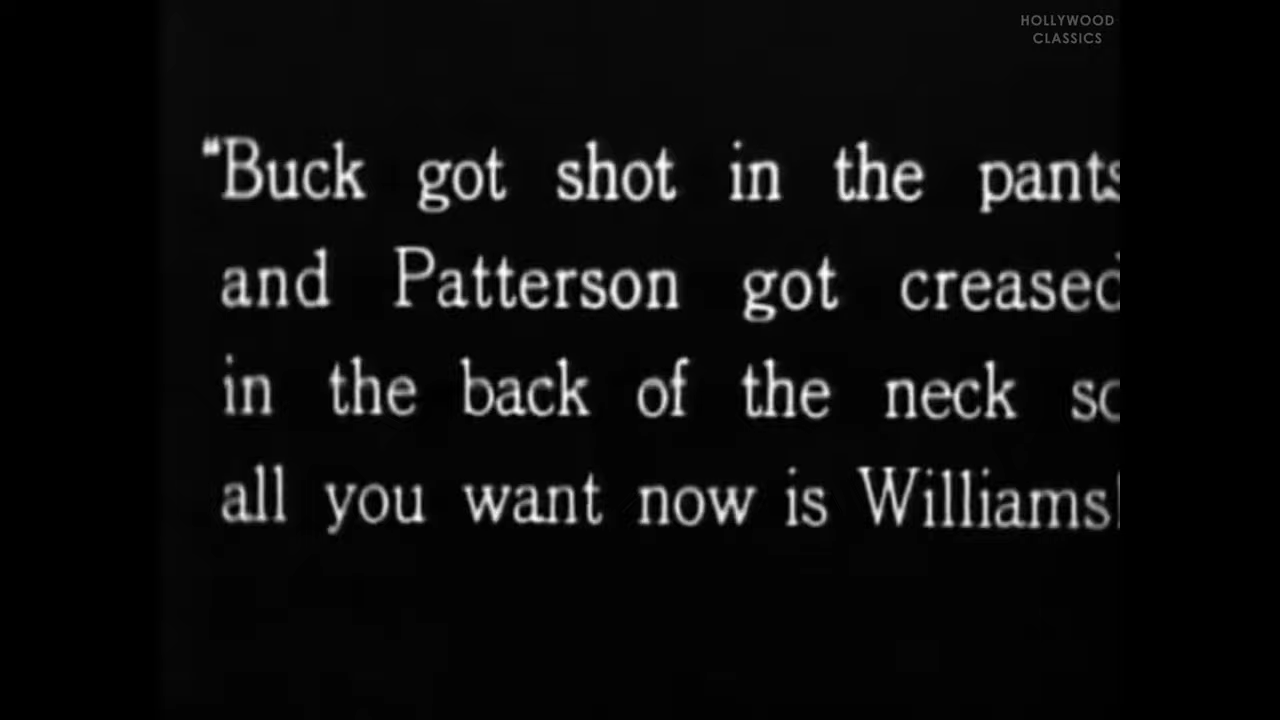 HOLLYWOOD
CLASSICS
“Buck got shot in the pants
and Patterson got creased
in the back of the neck so
all you want now is Williams!